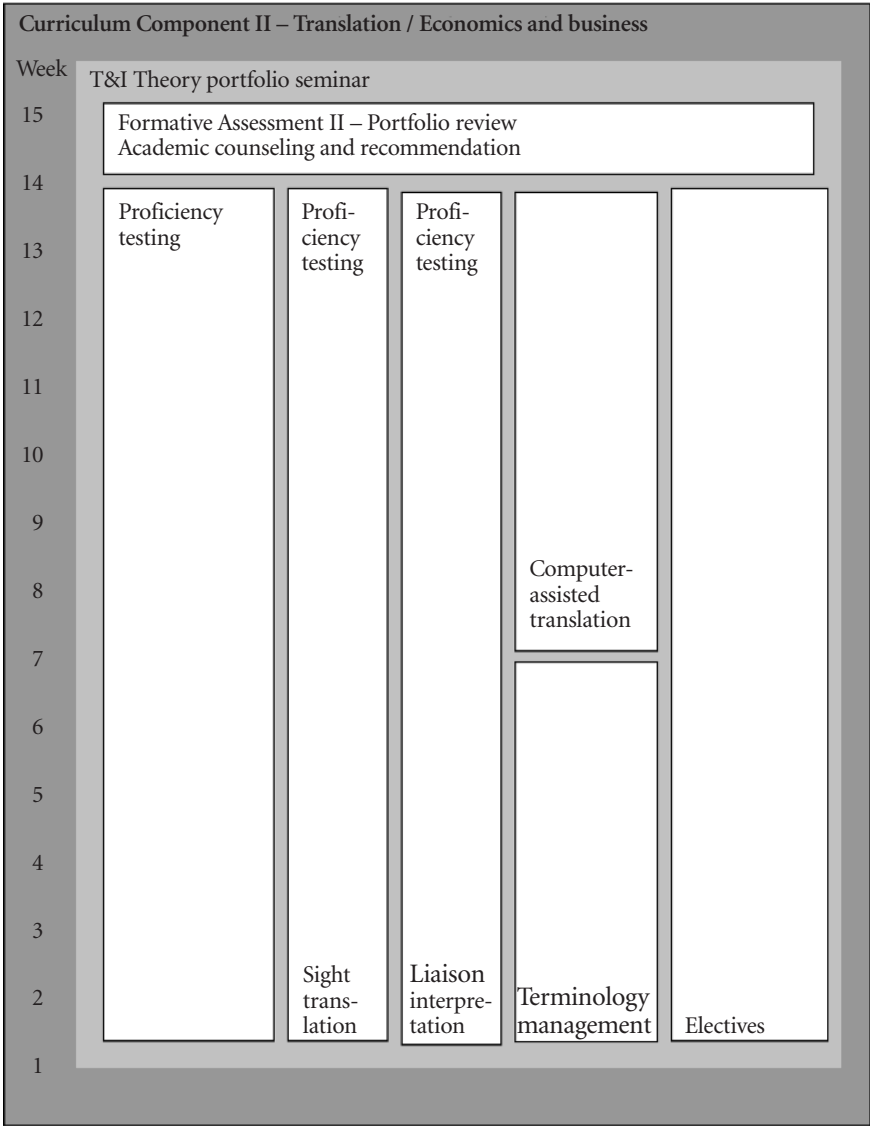 Curriculum Component II – Translation / Economics and business
Week
T&I Theory portfolio seminar
15
Formative Assessment II – Portfolio review
Academic counseling and recommendation
14
Proficiency
testing
Profi-
ciency
testing
Profi-
ciency
testing
13
12
11
10
9
Computer-
assisted
translation
8
7
6
5
4
3
Sight
trans-
lation
Liaison
interpre-
tation
Terminology
management
Electives
2
1